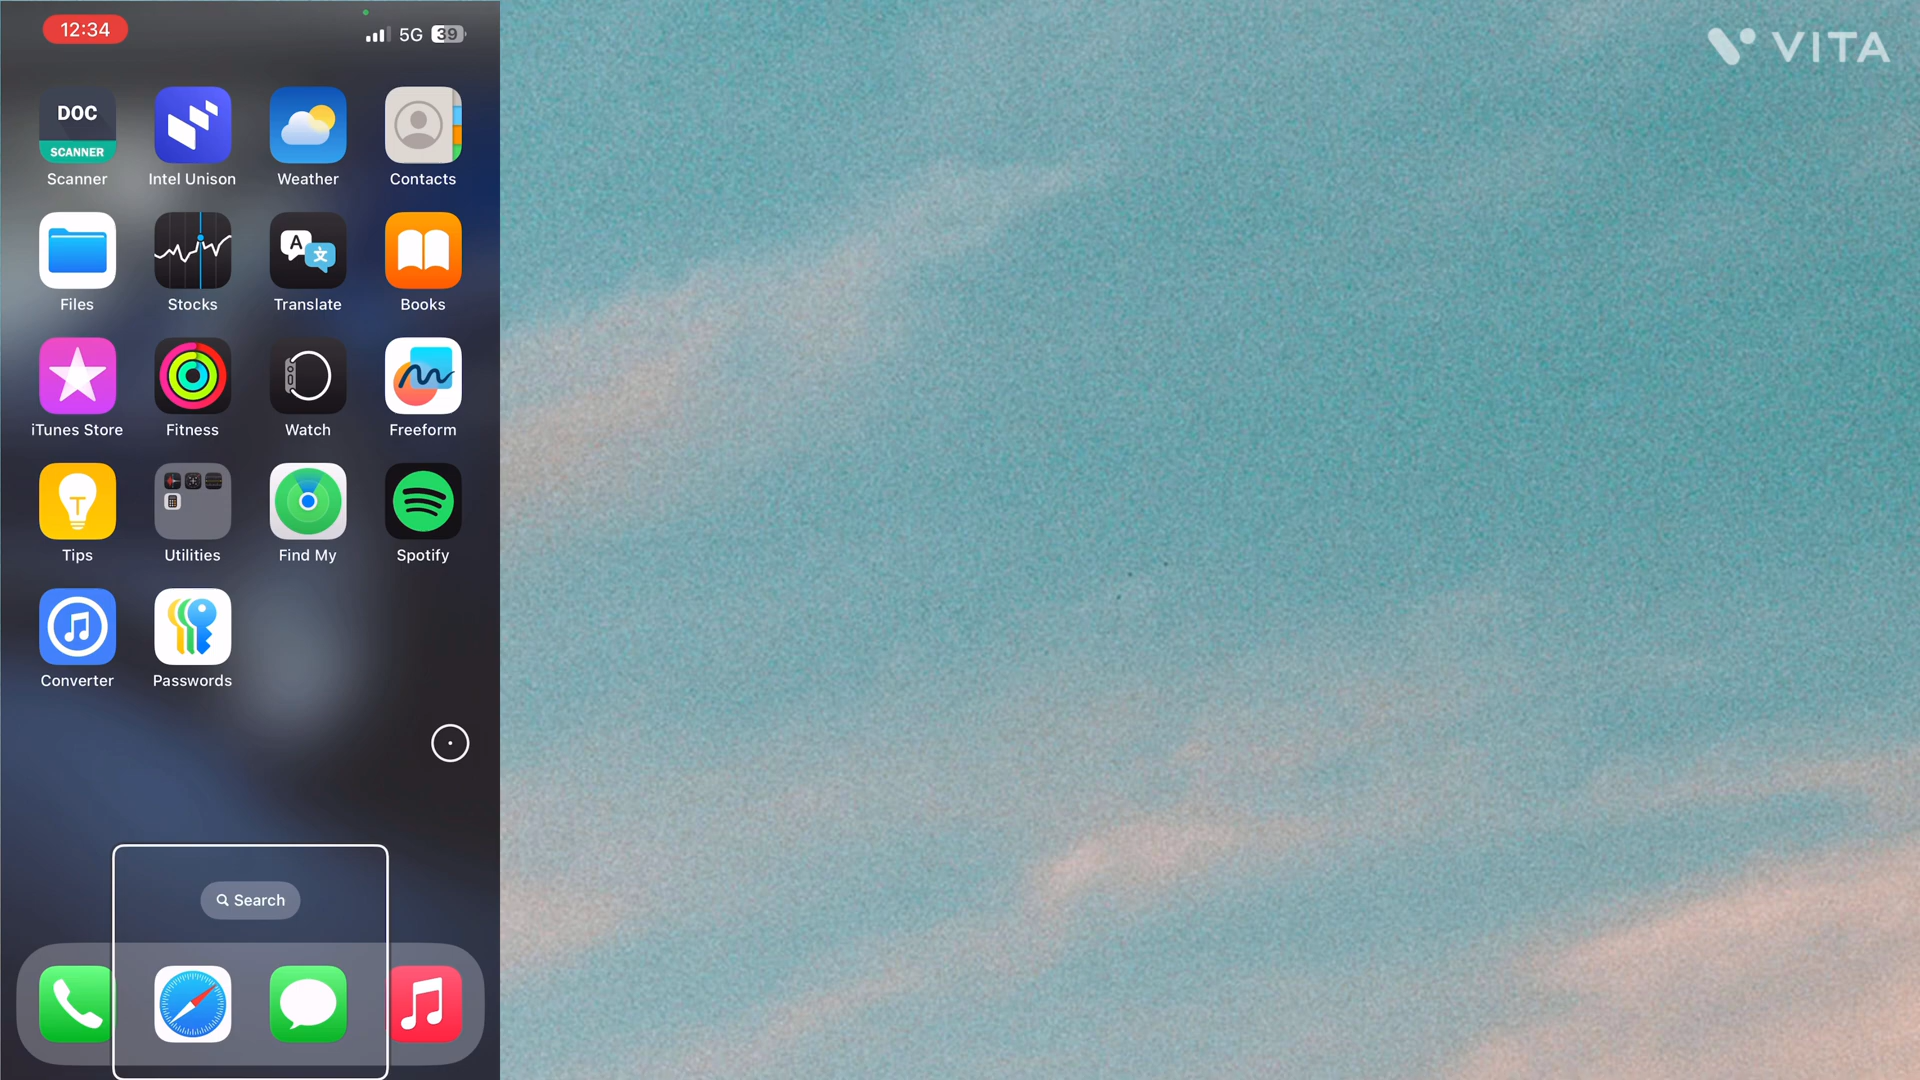 12:34
5G 39
VITA
DOC
SCANNER
Scanner
Intel Unison
Weather
Contacts
A
文
Files
Stocks
Translate
Books
iTunes Store
Fitness
Watch
Freeform
T
Tips
Utilities
Find My
Spotify
Converter
Passwords
Search